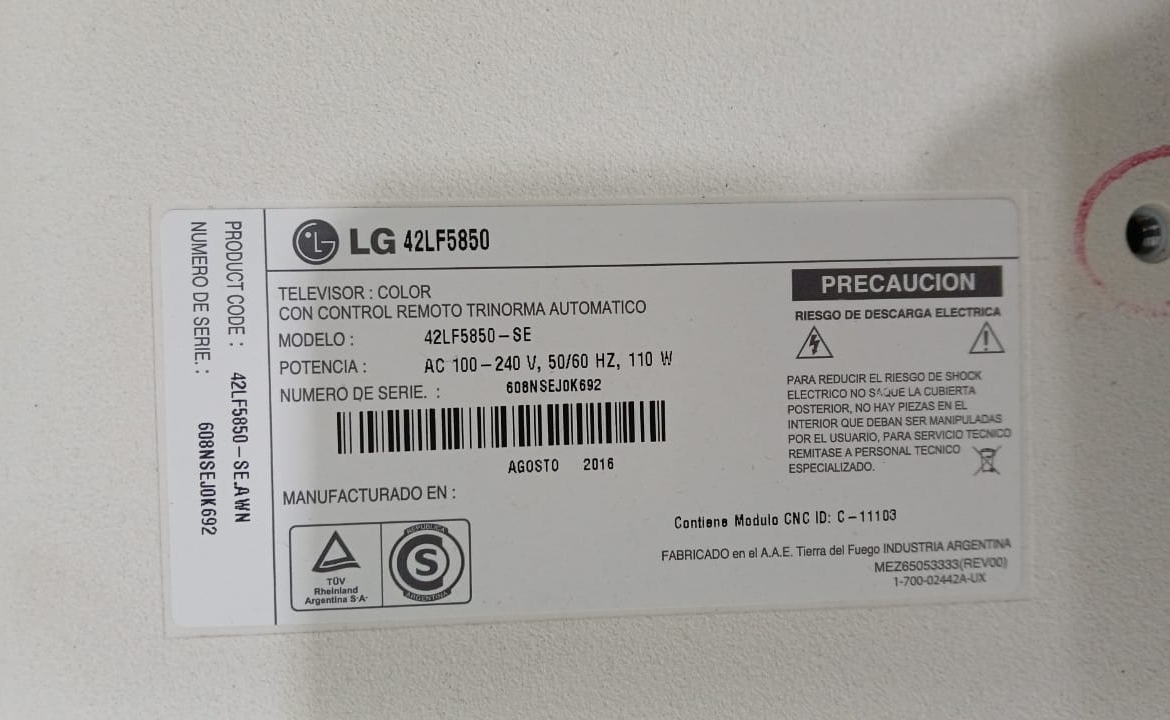 LG 42LF5850
TELEVISOR : COLOR
CON CONTROL REMOTO TRINORMA AUTOMATICO
MODELO : 42LF5850-SE
POTENCIA : AC 100-240 V, 50/60 HZ, 110 W
NUMERO DE SERIE. : 608NSEJ0K692
AGOSTO 2016
MANUFACTURADO EN :
TÜV
Rheinland
Argentina S.A.
REPUBLICA
S
ARGENTINA
PRECAUCION
RIESGO DE DESCARGA ELECTRICA
PARA REDUCIR EL RIESGO DE SHOCK
ELECTRICO NO SAQUE LA CUBIERTA
POSTERIOR, NO HAY PIEZAS EN EL
INTERIOR QUE DEBAN SER MANIPULADAS
POR EL USUARIO, PARA SERVICIO TECNICO
REMITASE A PERSONAL TECNICO
ESPECIALIZADO.
Contiene Modulo CNC ID: C-11103
FABRICADO en el A.A.E. Tierra del Fuego INDUSTRIA ARGENTINA
MEZ65053333(REV00)
1-700-02442A-UX
PRODUCT CODE : 42LF5850-SE.AWN
NUMERO DE SERIE. : 608NSEJ0K692